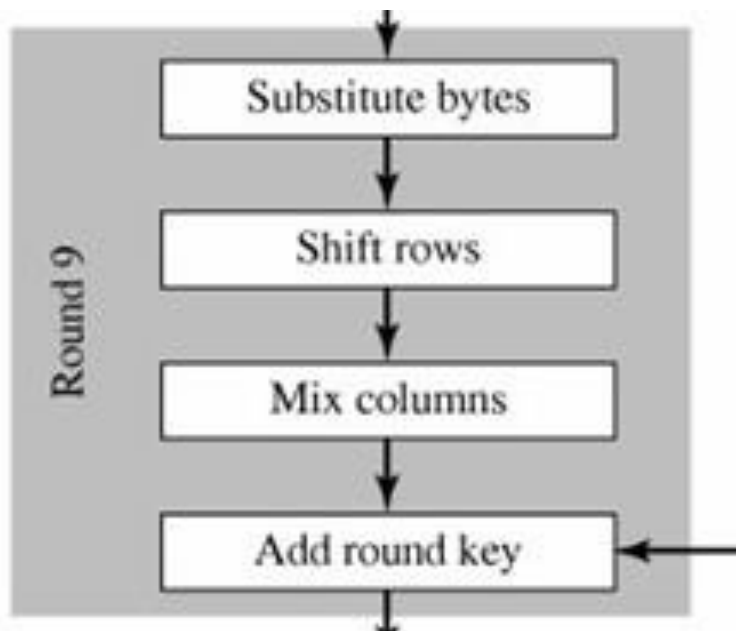 Substitute bytes
Shift rows
Round 9
Mix columns
Add round key